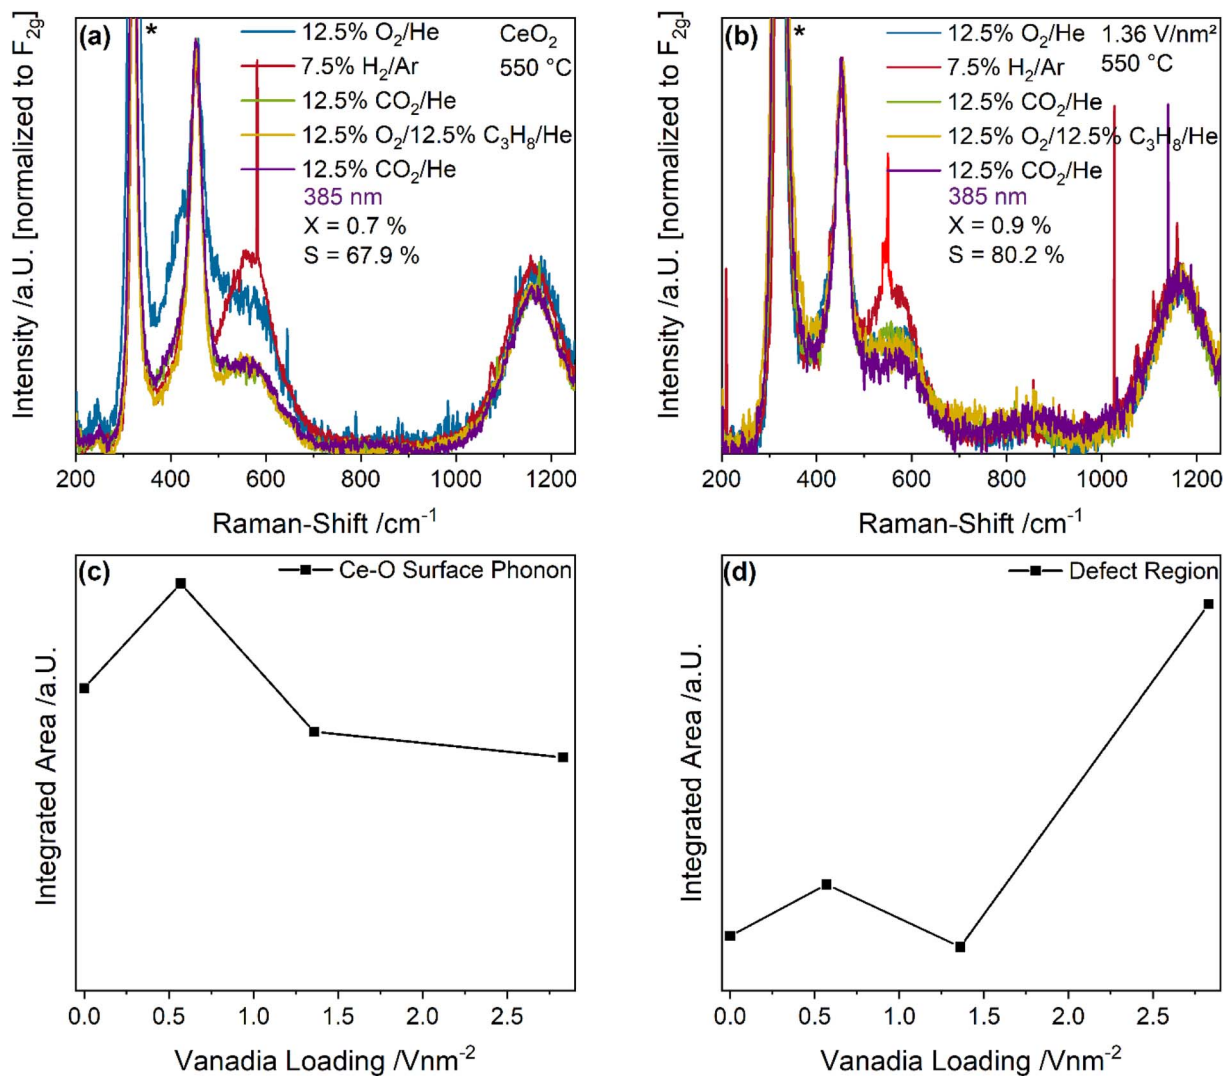 (a) * 12.5% O₂/He CeO₂
7.5% H₂/Ar 550 °C
12.5% CO₂/He
12.5% O₂/12.5% C₃H₈/He
12.5% CO₂/He
385 nm
X = 0.7 %
S = 67.9 %
Intensity /a.U. [normalized to F₂g]
200 400 600 800 1000 1200
Raman-Shift /cm⁻¹
(b) * 12.5% O₂/He 1.36 V/nm²
7.5% H₂/Ar 550 °C
12.5% CO₂/He
12.5% O₂/12.5% C₃H₈/He
12.5% CO₂/He
385 nm
X = 0.9 %
S = 80.2 %
Intensity /a.U. [normalized to F₂g]
200 400 600 800 1000 1200
Raman-Shift /cm⁻¹
(c) Ce-O Surface Phonon
Integrated Area /a.U.
0.0 0.5 1.0 1.5 2.0 2.5
Vanadia Loading /Vnm⁻²
(d) Defect Region
Integrated Area /a.U.
0.0 0.5 1.0 1.5 2.0 2.5
Vanadia Loading /Vnm⁻²